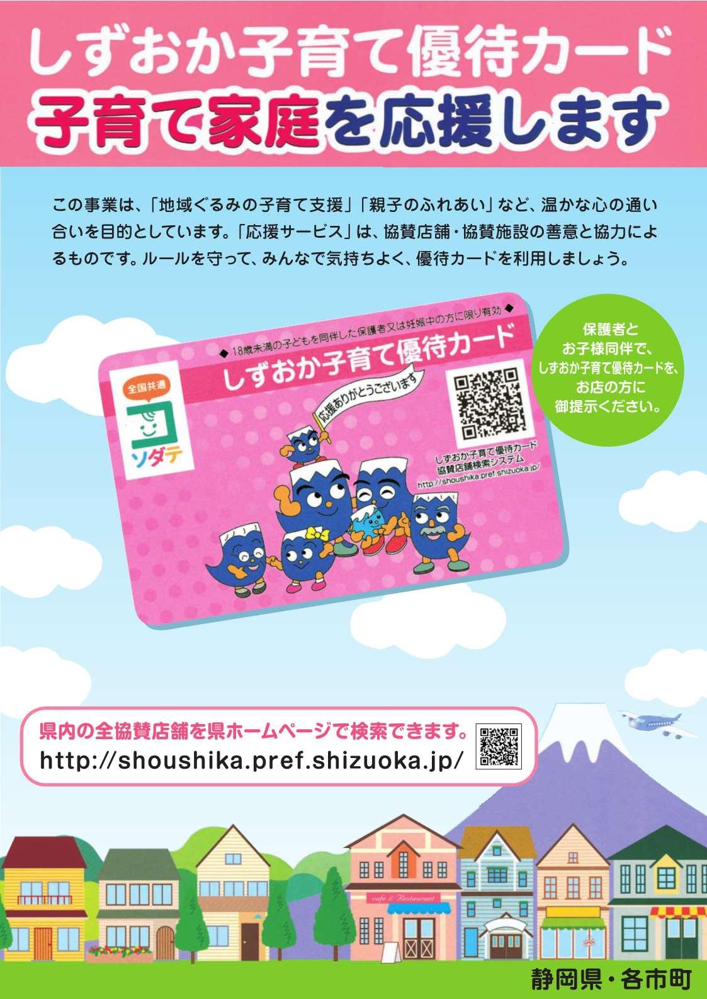 しずおか子育て優待カード
子育て家庭を応援します
この事業は、「地域ぐるみの子育て支援」「親子のふれあい」など、温かな心の通い
合いを目的としています。「応援サービス」は、協賛店舗・協賛施設の善意と協力によ
るものです。ルールを守って、みんなで気持ちよく、優待カードを利用しましょう。
◆ 18歳未満の子どもを同伴した保護者又は妊娠中の方に限り有効 ◆
しずおか子育て優待カード
全国共通
コ
ソダテ
応援ありがとうございます
しずおか子育て優待カード
協賛店舗検索システム
http://shoushika.pref.shizuoka.jp/
保護者と
お子様同伴で、
しずおか子育て優待カードを、
お店の方に
御提示ください。
県内の全協賛店舗を県ホームページで検索できます。
http://shoushika.pref.shizuoka.jp/
cafe & Restaurant
OPEN
静岡県・各市町